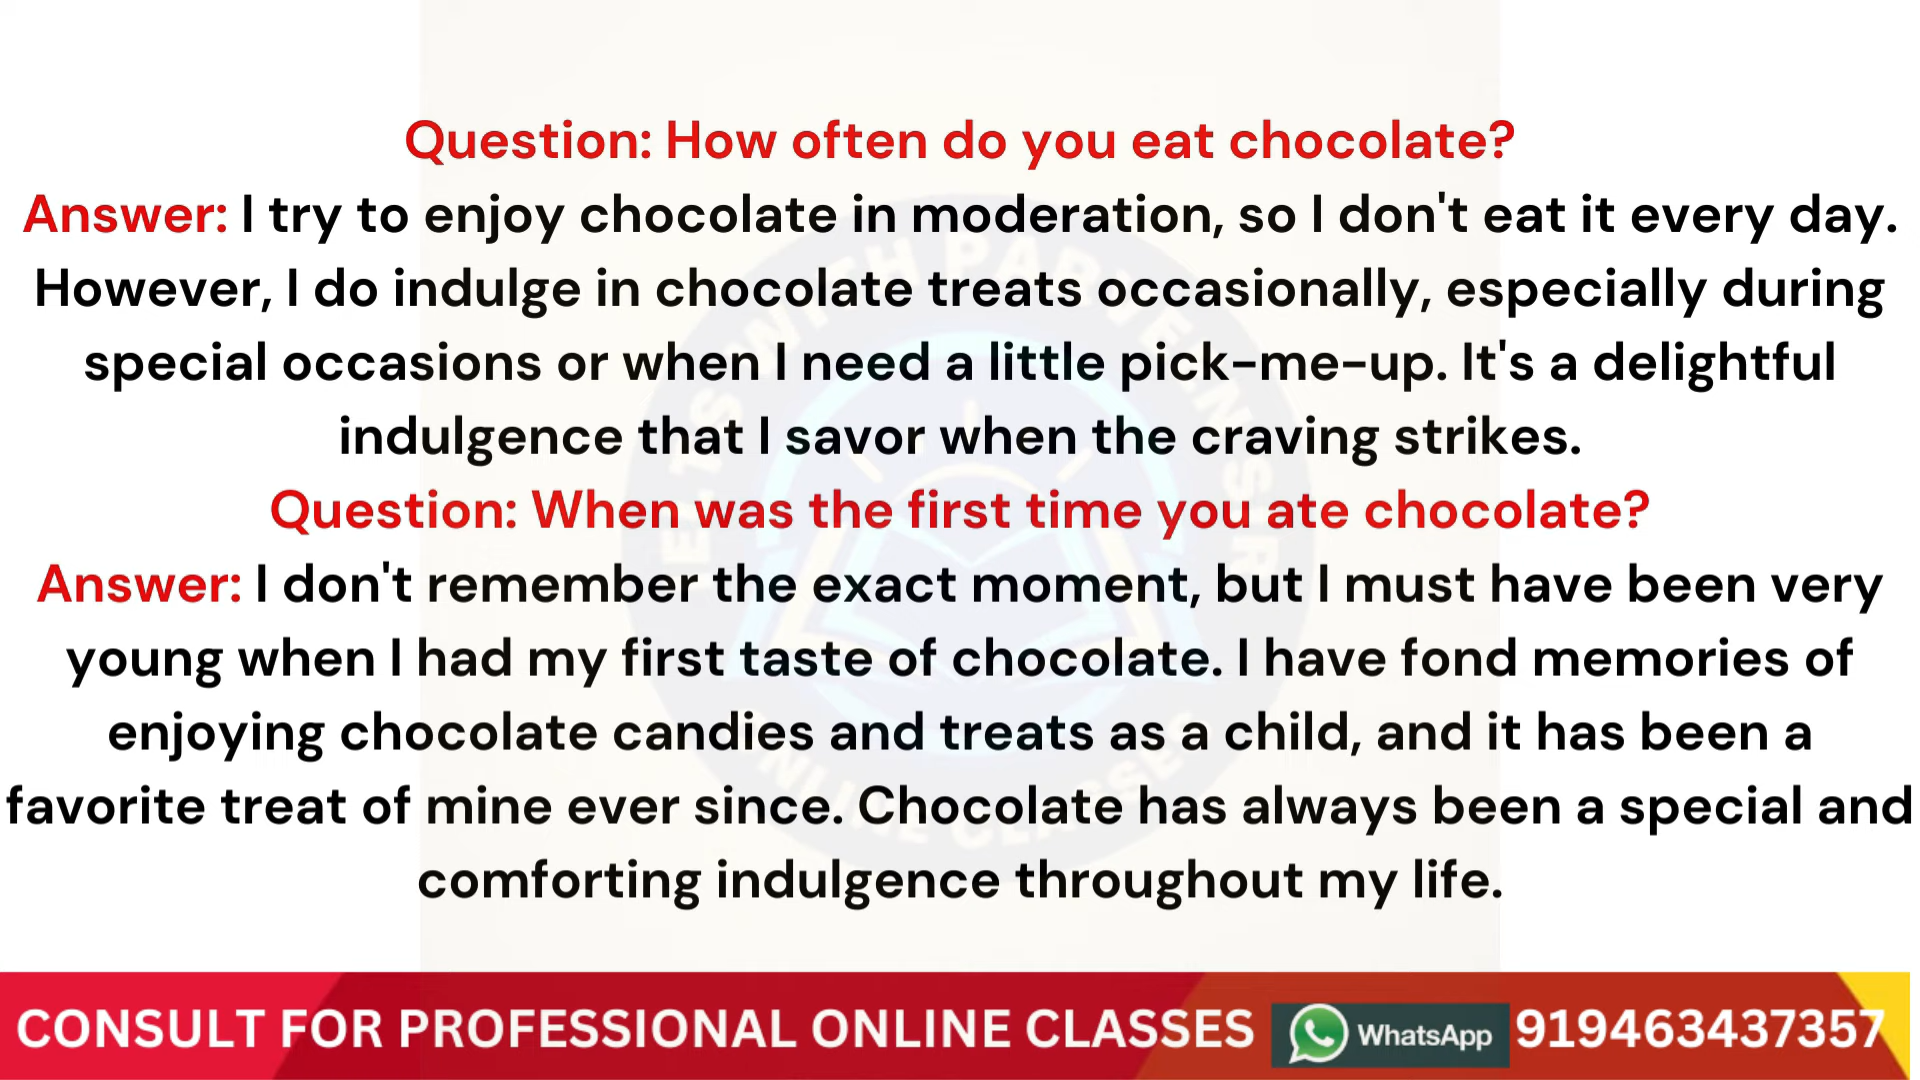 Question: How often do you eat chocolate?
Answer: I try to enjoy chocolate in moderation, so I don't eat it every day.
However, I do indulge in chocolate treats occasionally, especially during
special occasions or when I need a little pick-me-up. It's a delightful
indulgence that I savor when the craving strikes.
Question: When was the first time you ate chocolate?
Answer: I don't remember the exact moment, but I must have been very
young when I had my first taste of chocolate. I have fond memories of
enjoying chocolate candies and treats as a child, and it has been a
favorite treat of mine ever since. Chocolate has always been a special and
comforting indulgence throughout my life.
CONSULT FOR PROFESSIONAL ONLINE CLASSES WhatsApp 919463437357